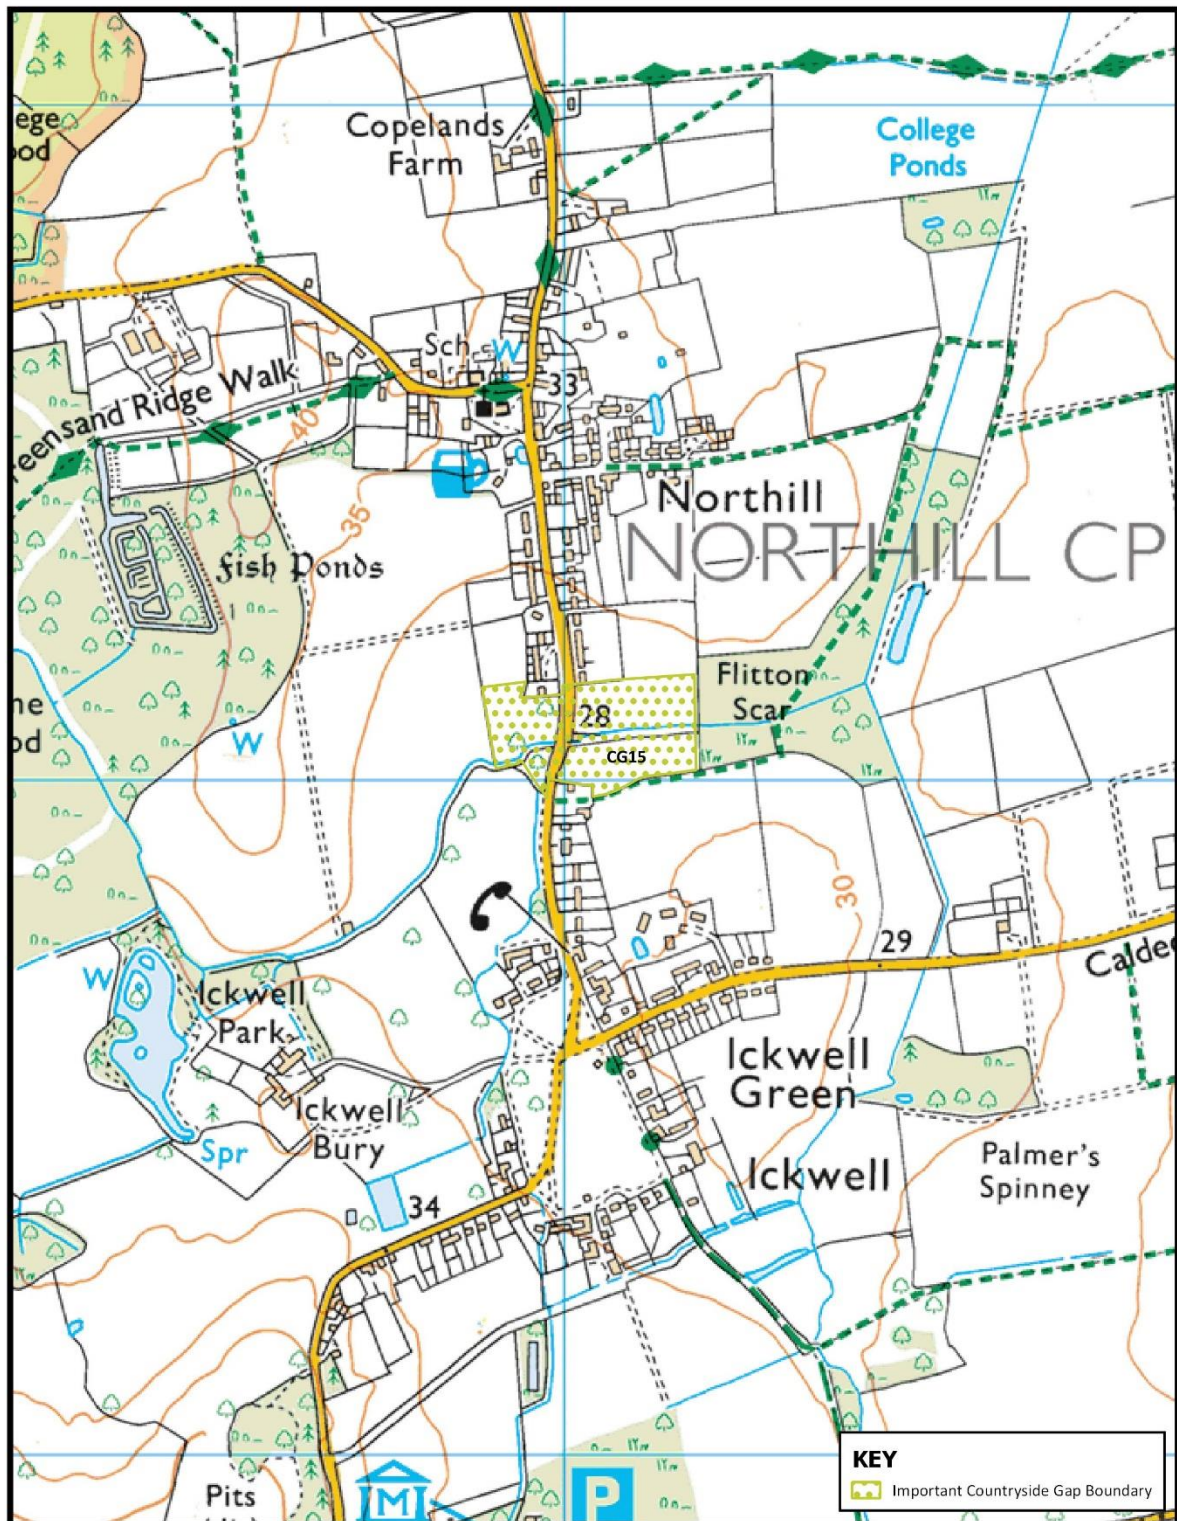 ege
Copelands
Farm
College
Ponds
Sch
W
33
Greensand Ridge Walk
40
35
Northill
NORTHILL CP
Fish Ponds
Flitton
Scar
28
CG15
W
30
29
W
Ickwell
Park
Ickwell
Green
Ickwell
Bury
Spr
Ickwell
Palmer's
Spinney
34
KEY
Important Countryside Gap Boundary
Pits
M
P